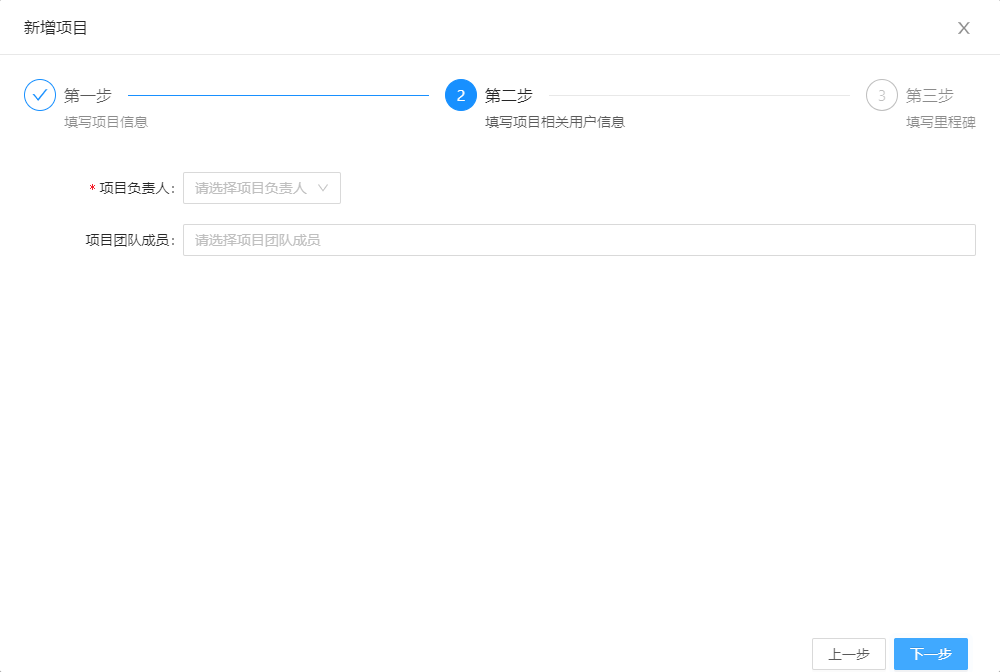 新增项目
第一步
填写项目信息
2 第二步
填写项目相关用户信息
3 第三步
填写里程碑
* 项目负责人: 请选择项目负责人
项目团队成员: 请选择项目团队成员
上一步 下一步